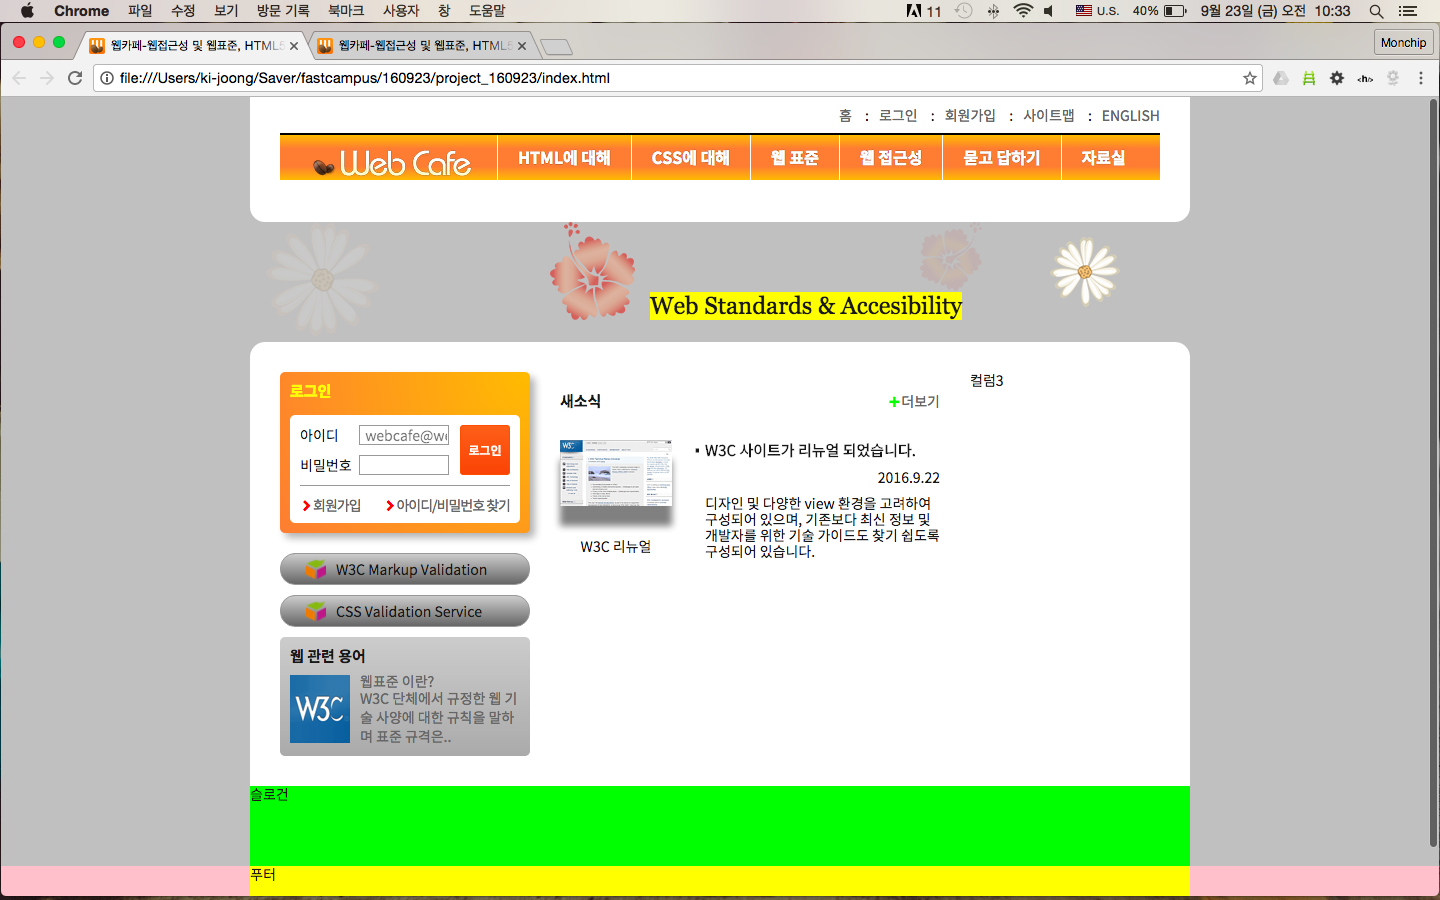 Chrome 파일 수정 보기 방문 기록 북마크 사용자 창 도움말 11 U.S. 40% 9월 23일 (금) 오전 10:33
웹카페-웹접근성 및 웹표준, HTML5 웹카페-웹접근성 및 웹표준, HTML5 Monchip
file:///Users/ki-joong/Saver/fastcampus/160923/project_160923/index.html
홈 : 로그인 : 회원가입 : 사이트맵 : ENGLISH
Web Cafe HTML에 대해 CSS에 대해 웹 표준 웹 접근성 묻고 답하기 자료실
Web Standards & Accesibility
로그인
아이디 webcafe@w
비밀번호
로그인
회원가입 아이디/비밀번호 찾기
W3C Markup Validation
CSS Validation Service
웹 관련 용어
W3C
웹표준 이란?
W3C 단체에서 규정한 웹 기
술 사양에 대한 규칙을 말하
며 표준 규격은..
새소식 +더보기
W3C 리뉴얼
W3C 사이트가 리뉴얼 되었습니다.
2016.9.22
디자인 및 다양한 view 환경을 고려하여
구성되어 있으며, 기존보다 최신 정보 및
개발자를 위한 기술 가이드도 찾기 쉽도록
구성되어 있습니다.
컬럼3
슬로건
푸터